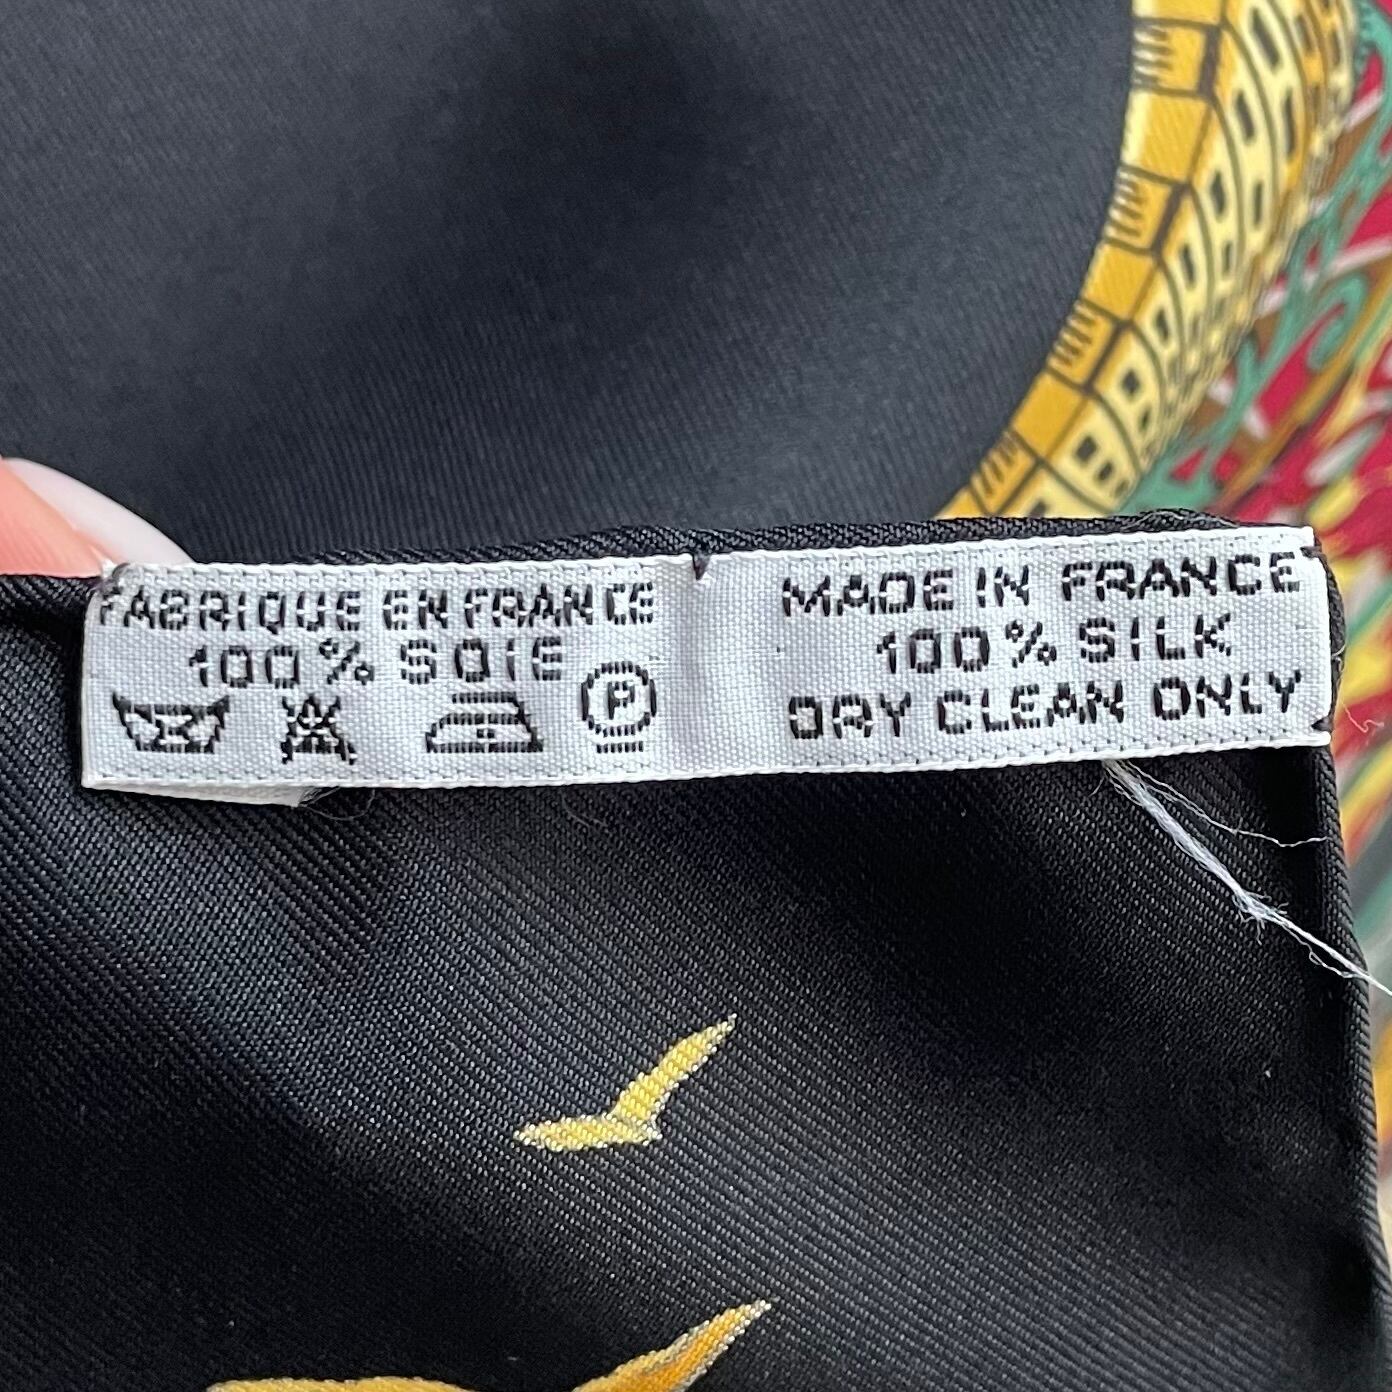 FABRIQUE EN FRANCE
100% SOIE
P
MADE IN FRANCE
100% SILK
DRY CLEAN ONLY